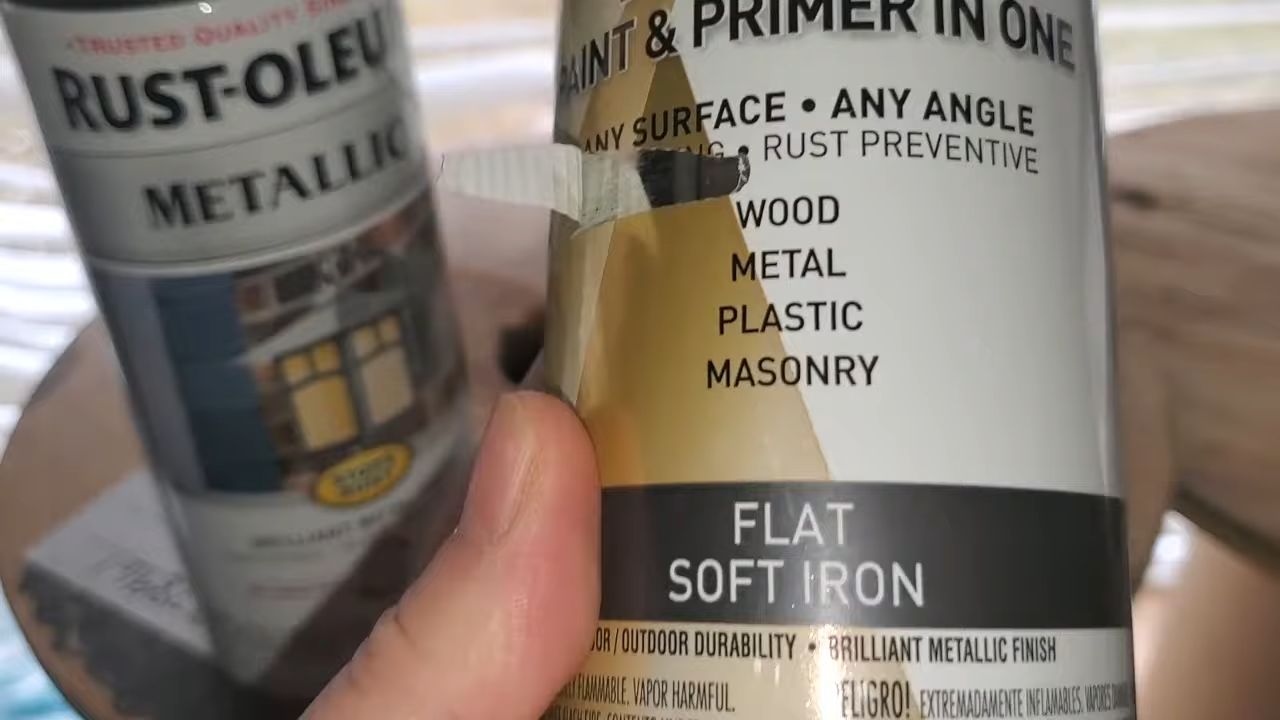 TRUSTED QUALITY
RUST-OLEU
METALLIC
PAINT & PRIMER IN ONE
ANY SURFACE • ANY ANGLE
• RUST PREVENTIVE
WOOD
METAL
PLASTIC
MASONRY
FLAT
SOFT IRON
OOR / OUTDOOR DURABILITY • BRILLIANT METALLIC FINISH
FLAMMABLE. VAPOR HARMFUL.
PELIGRO! EXTREMADAMENTE INFLAMABLES. VAPORES